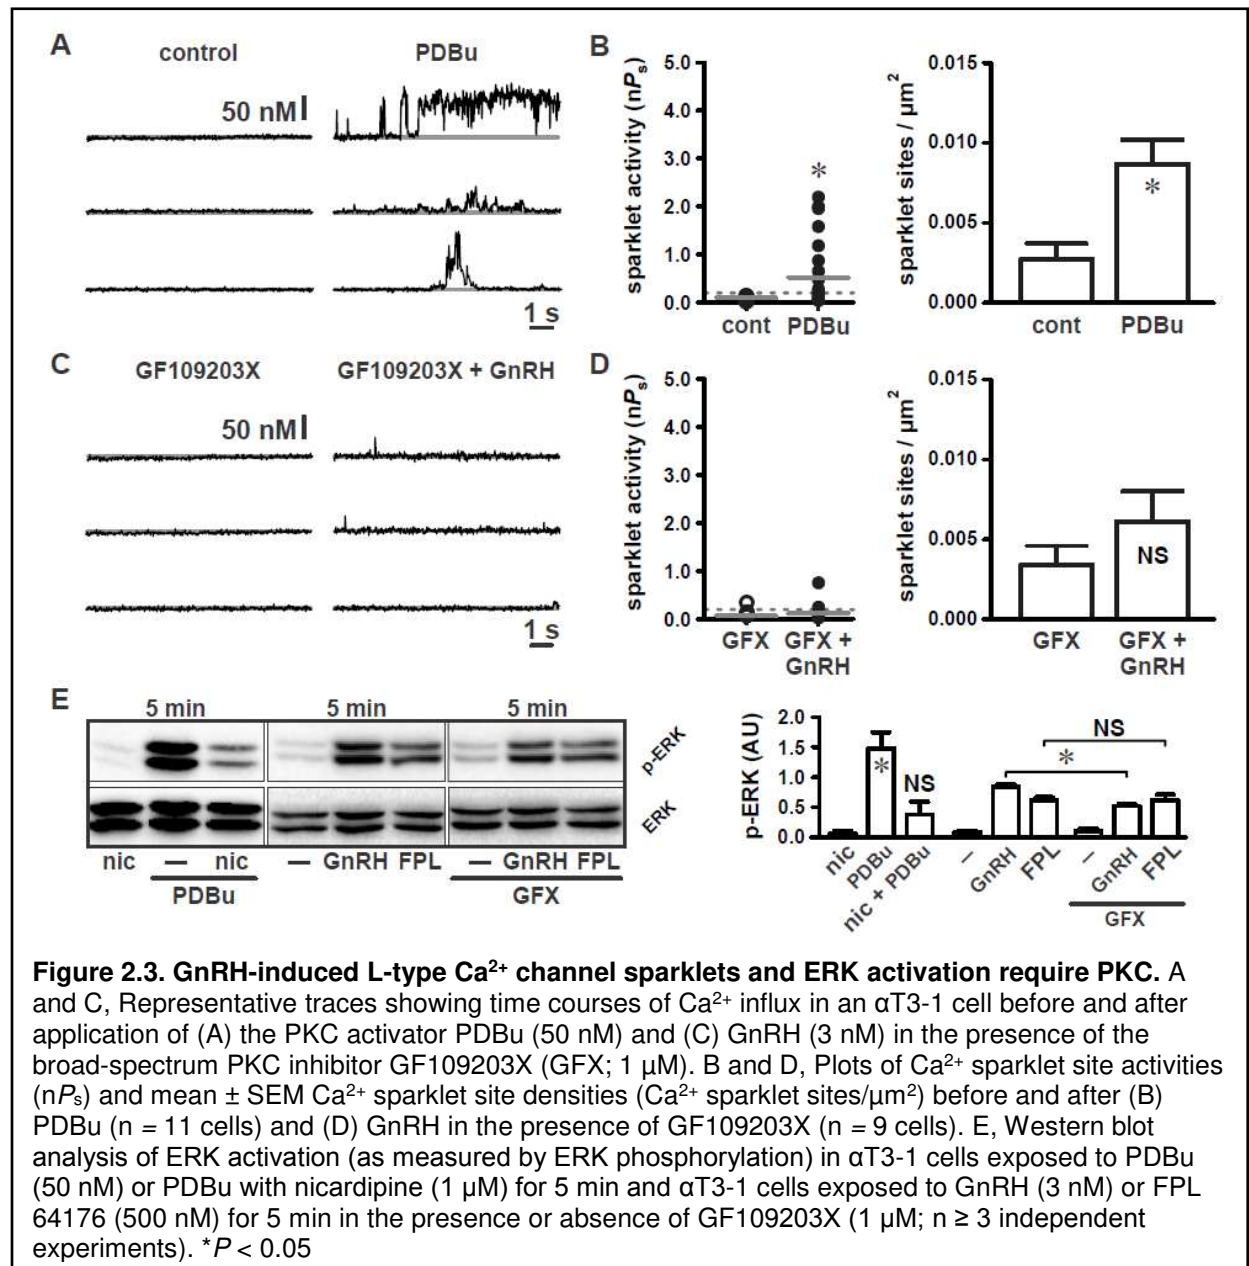 A
control
PDBu
50 nM
1 s
B
sparklet activity (nPs)
5.0
4.0
3.0
2.0
1.0
0.0
*
cont
PDBu
sparklet sites / µm²
0.015
0.010
0.005
0.000
*
cont
PDBu
C
GF109203X
GF109203X + GnRH
50 nM
1 s
D
sparklet activity (nPs)
5.0
4.0
3.0
2.0
1.0
0.0
GFX
GFX +
GnRH
sparklet sites / µm²
0.015
0.010
0.005
0.000
NS
GFX
GFX +
GnRH
E
5 min
5 min
5 min
p-ERK
ERK
nic
—
nic
—
GnRH
FPL
—
GnRH
FPL
PDBu
GFX
p-ERK (AU)
2.0
1.5
1.0
0.5
0.0
*
NS
*
NS
nic
PDBu
nic + PDBu
–
GnRH
FPL
–
GnRH
FPL
GFX
Figure 2.3. GnRH-induced L-type Ca²⁺ channel sparklets and ERK activation require PKC. A
and C, Representative traces showing time courses of Ca²⁺ influx in an αT3-1 cell before and after
application of (A) the PKC activator PDBu (50 nM) and (C) GnRH (3 nM) in the presence of the
broad-spectrum PKC inhibitor GF109203X (GFX; 1 µM). B and D, Plots of Ca²⁺ sparklet site activities
(nPs) and mean ± SEM Ca²⁺ sparklet site densities (Ca²⁺ sparklet sites/µm²) before and after (B)
PDBu (n = 11 cells) and (D) GnRH in the presence of GF109203X (n = 9 cells). E, Western blot
analysis of ERK activation (as measured by ERK phosphorylation) in αT3-1 cells exposed to PDBu
(50 nM) or PDBu with nicardipine (1 µM) for 5 min and αT3-1 cells exposed to GnRH (3 nM) or FPL
64176 (500 nM) for 5 min in the presence or absence of GF109203X (1 µM; n ≥ 3 independent
experiments). *P < 0.05